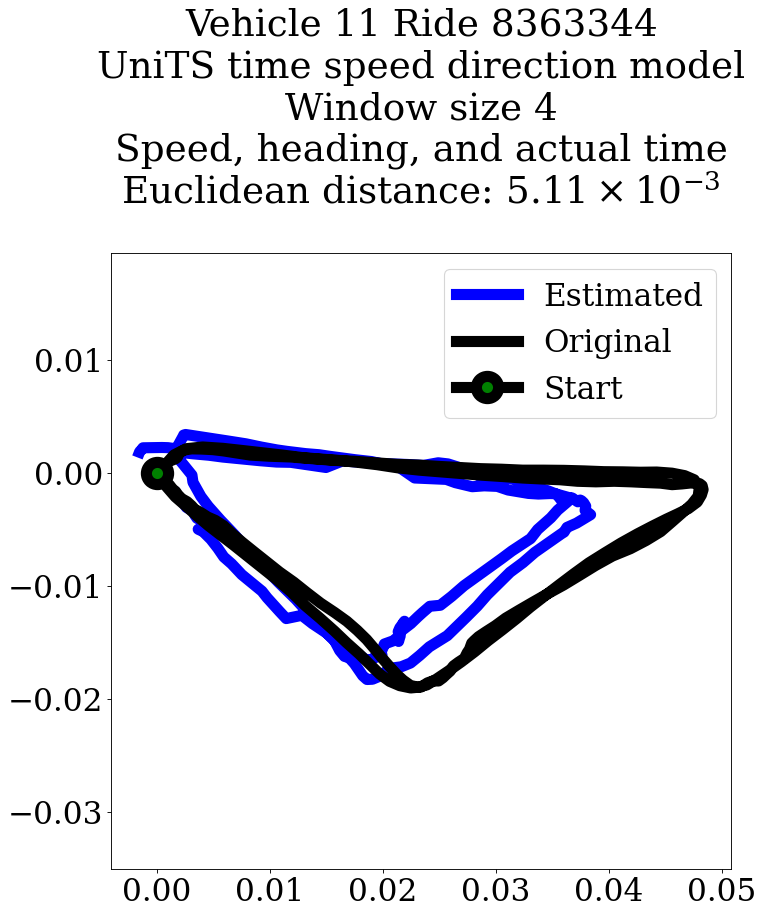 Vehicle 11 Ride 8363344
UniTS time speed direction model
Window size 4
Speed, heading, and actual time
Euclidean distance: 5.11 × 10⁻³
Estimated
Original
Start
0.01
0.00
−0.01
−0.02
−0.03
0.00 0.01 0.02 0.03 0.04 0.05